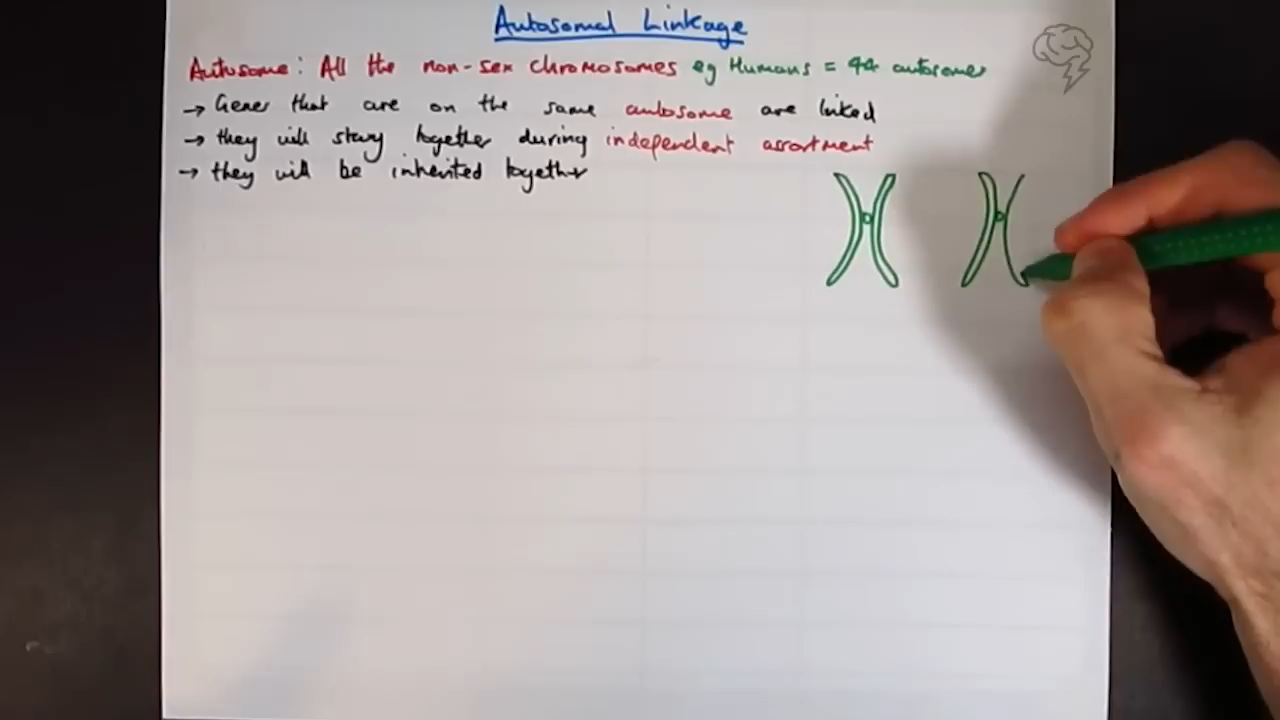 Autosomal Linkage
Autosome: All the non-sex chromosomes eg Humans = 44 autosomes
→ Genes that are on the same autosome are linked
→ they will stay together during independent assortment
→ they will be inherited together